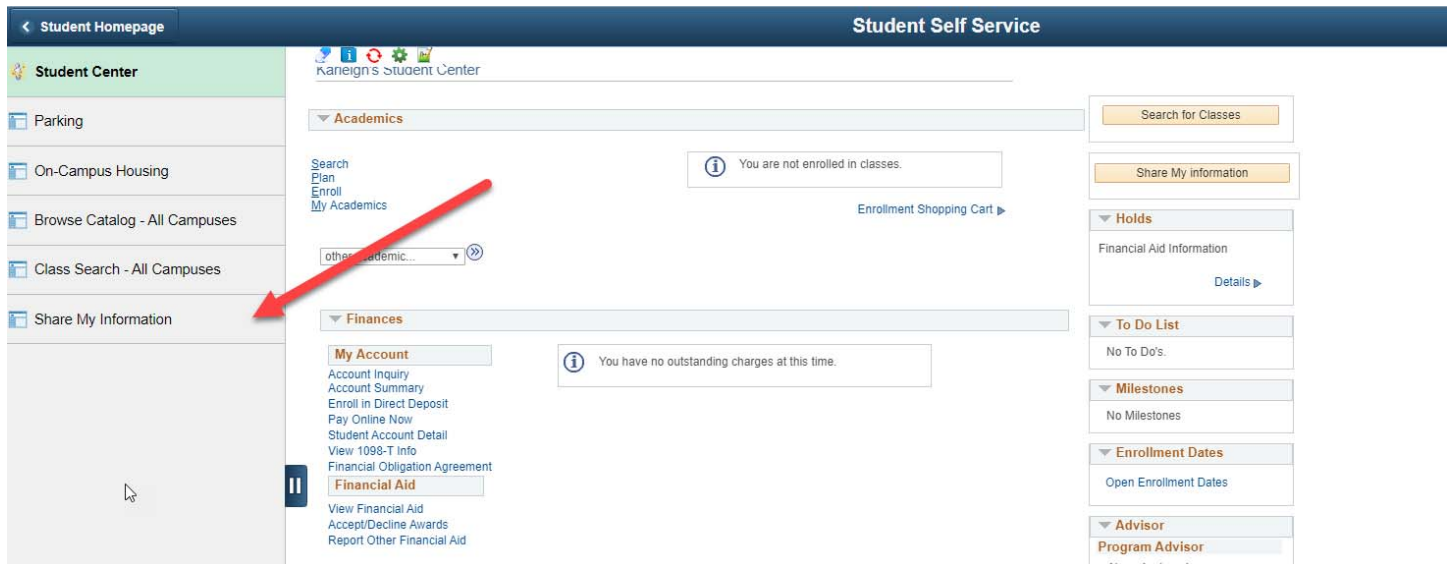 Student Homepage
Student Self Service
Student Center
Parking
On-Campus Housing
Browse Catalog - All Campuses
Class Search - All Campuses
Share My Information
Student Center
Academics
Search
Plan
Enroll
My Academics
You are not enrolled in classes.
Enrollment Shopping Cart
Finances
My Account
Account Inquiry
Account Summary
Enroll in Direct Deposit
Pay Online Now
Student Account Detail
View 1098-T Info
Financial Obligation Agreement
You have no outstanding charges at this time.
Financial Aid
View Financial Aid
Accept/Decline Awards
Report Other Financial Aid
Search for Classes
Share My information
Holds
Financial Aid Information
Details
To Do List
No To Do's.
Milestones
No Milestones
Enrollment Dates
Open Enrollment Dates
Advisor
Program Advisor